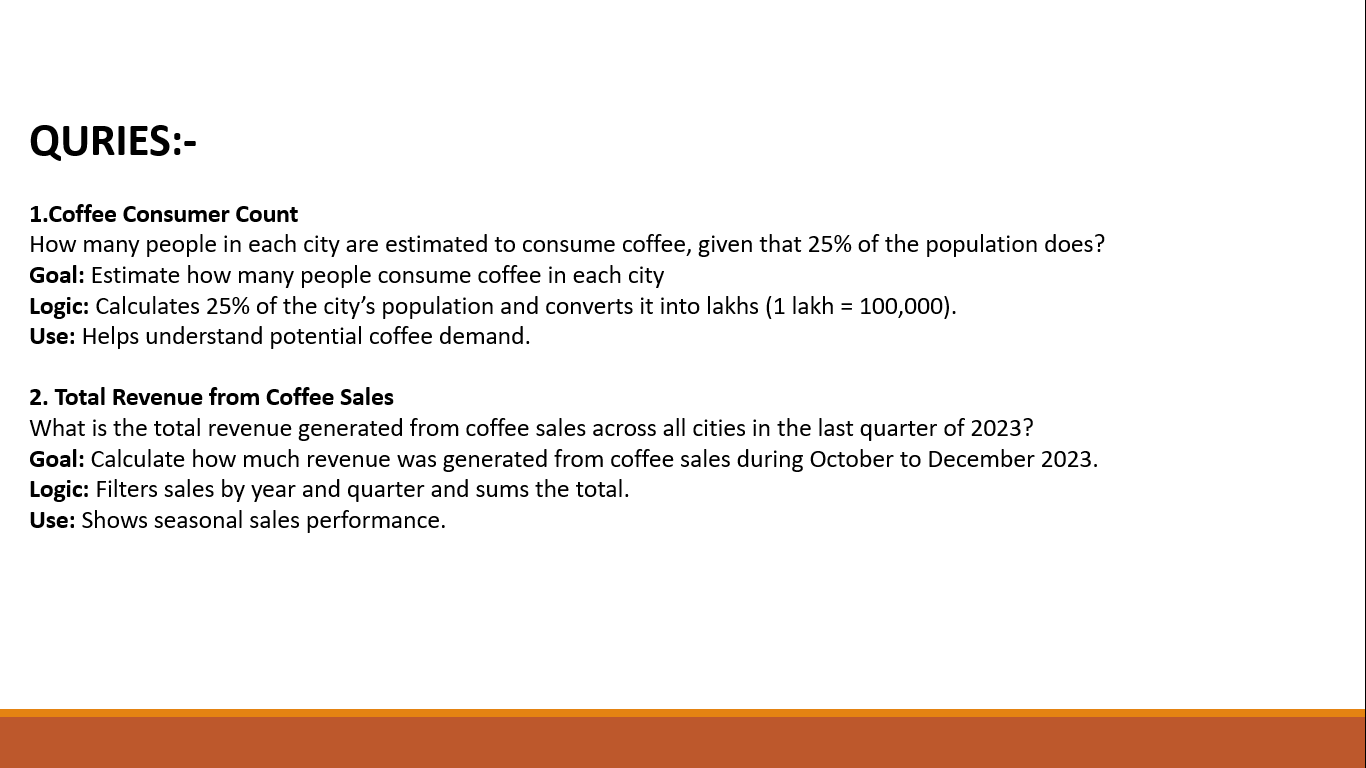 QURIES:-
1.Coffee Consumer Count
How many people in each city are estimated to consume coffee, given that 25% of the population does?
Goal: Estimate how many people consume coffee in each city
Logic: Calculates 25% of the city’s population and converts it into lakhs (1 lakh = 100,000).
Use: Helps understand potential coffee demand.
2. Total Revenue from Coffee Sales
What is the total revenue generated from coffee sales across all cities in the last quarter of 2023?
Goal: Calculate how much revenue was generated from coffee sales during October to December 2023.
Logic: Filters sales by year and quarter and sums the total.
Use: Shows seasonal sales performance.